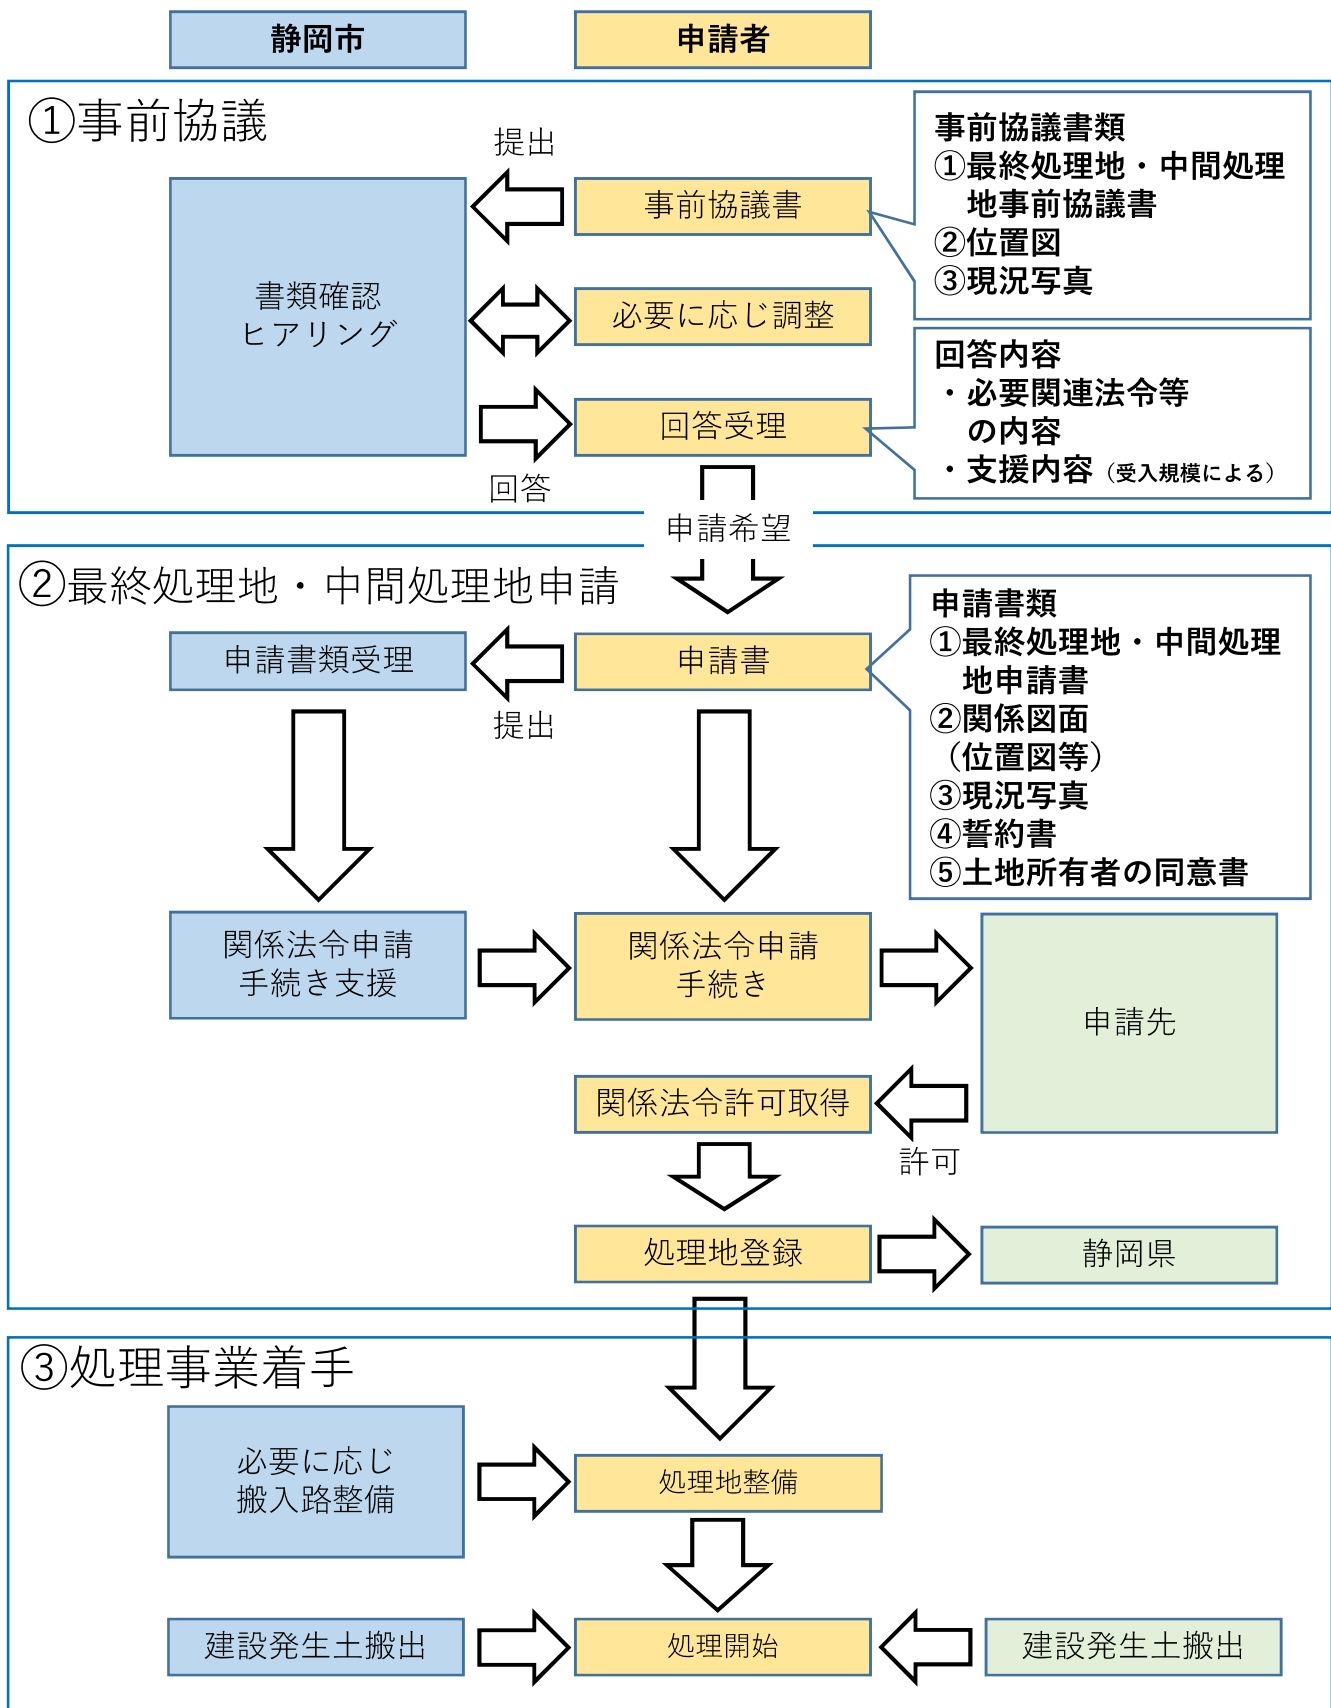 静岡市
申請者
①事前協議
提出
事前協議書
事前協議書類
①最終処理地・中間処理
地事前協議書
②位置図
③現況写真
書類確認
ヒアリング
必要に応じ調整
回答受理
回答
回答内容
・必要関連法令等
の内容
・支援内容（受入規模による）
申請希望
②最終処理地・中間処理地申請
申請書類受理
提出
申請書
申請書類
①最終処理地・中間処理
地申請書
②関係図面
（位置図等）
③現況写真
④誓約書
⑤土地所有者の同意書
関係法令申請
手続き支援
関係法令申請
手続き
申請先
関係法令許可取得
許可
処理地登録
静岡県
③処理事業着手
必要に応じ
搬入路整備
処理地整備
建設発生土搬出
処理開始
建設発生土搬出